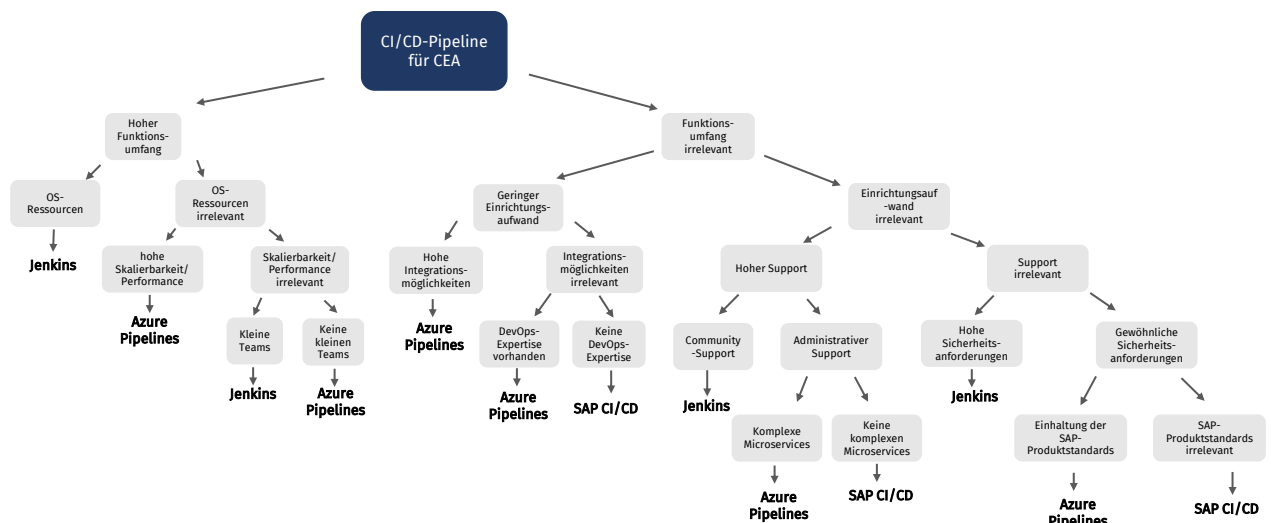 CI/CD-Pipeline
für CEA
Hoher
Funktions-
umfang
Funktions-
umfang
irrelevant
OS-
Ressourcen
OS-
Ressourcen
irrelevant
Geringer
Einrichtungs-
aufwand
Einrichtungsauf
-wand
irrelevant
Jenkins
hohe
Skalierbarkeit/
Performance
Skalierbarkeit/
Performance
irrelevant
Hohe
Integrations-
möglichkeiten
Integrations-
möglichkeiten
irrelevant
Hoher Support
Support
irrelevant
Azure
Pipelines
Kleine
Teams
Keine
kleinen
Teams
Azure
Pipelines
DevOps-
Expertise
vorhanden
Keine
DevOps-
Expertise
Community
-Support
Administrativer
Support
Hohe
Sicherheits-
anforderungen
Gewöhnliche
Sicherheits-
anforderungen
Jenkins
Azure
Pipelines
Azure
Pipelines
SAP CI/CD
Jenkins
Jenkins
Komplexe
Microservices
Keine
komplexen
Microservices
Einhaltung der
SAP-
Produktstandards
SAP-
Produktstandards
irrelevant
Azure
Pipelines
SAP CI/CD
Azure
Pipelines
SAP CI/CD